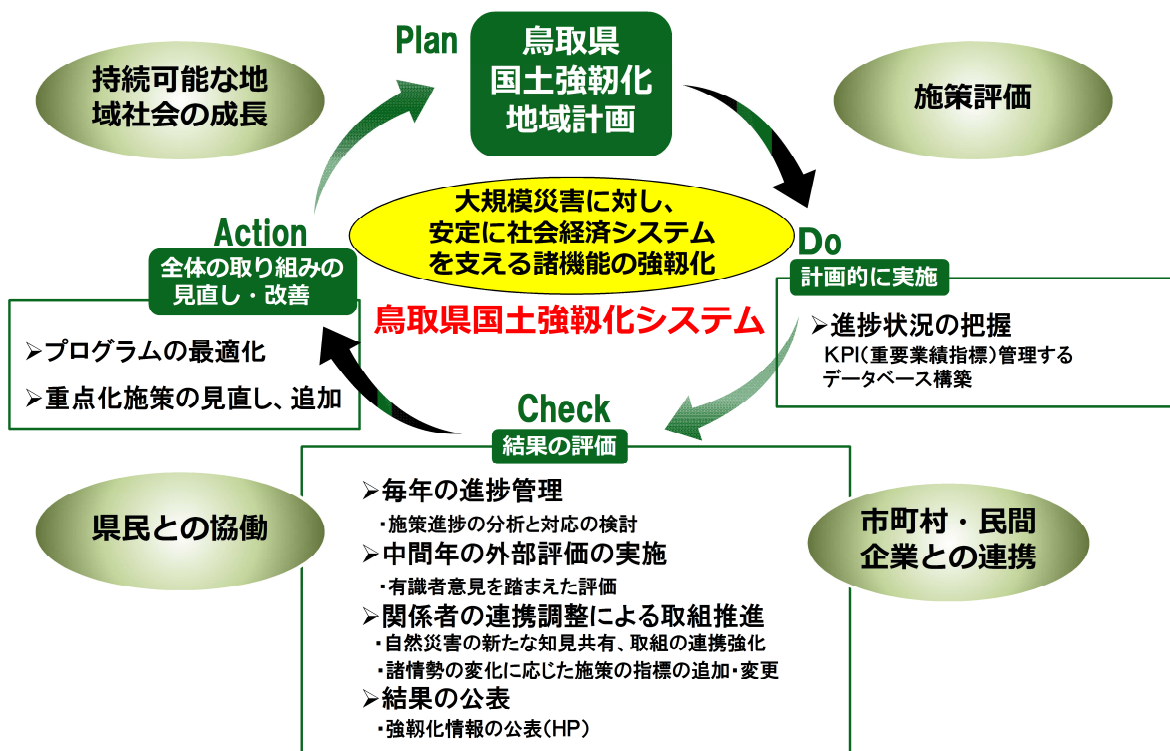 Plan
鳥取県
国土強靭化
地域計画
持続可能な地
域社会の成長
施策評価
大規模災害に対し、
安定に社会経済システム
を支える諸機能の強靭化
鳥取県国土強靱化システム
Do
計画的に実施
➢進捗状況の把握
KPI(重要業績指標)管理する
データベース構築
Action
全体の取り組みの
見直し・改善
➢プログラムの最適化
➢重点化施策の見直し、追加
Check
結果の評価
➢毎年の進捗管理
・施策進捗の分析と対応の検討
➢中間年の外部評価の実施
・有識者意見を踏まえた評価
➢関係者の連携調整による取組推進
・自然災害の新たな知見共有、取組の連携強化
・諸情勢の変化に応じた施策の指標の追加・変更
➢結果の公表
・強靱化情報の公表(HP)
県民との協働
市町村・民間
企業との連携